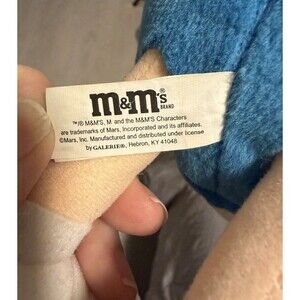 m&m's
BRAND
™/® M&M'S, M and the M&M'S Characters
are trademarks of Mars, Incorporated and its affiliates.
©Mars, Inc. Manufactured and distributed under license
by GALERIE®, Hebron, KY 41048